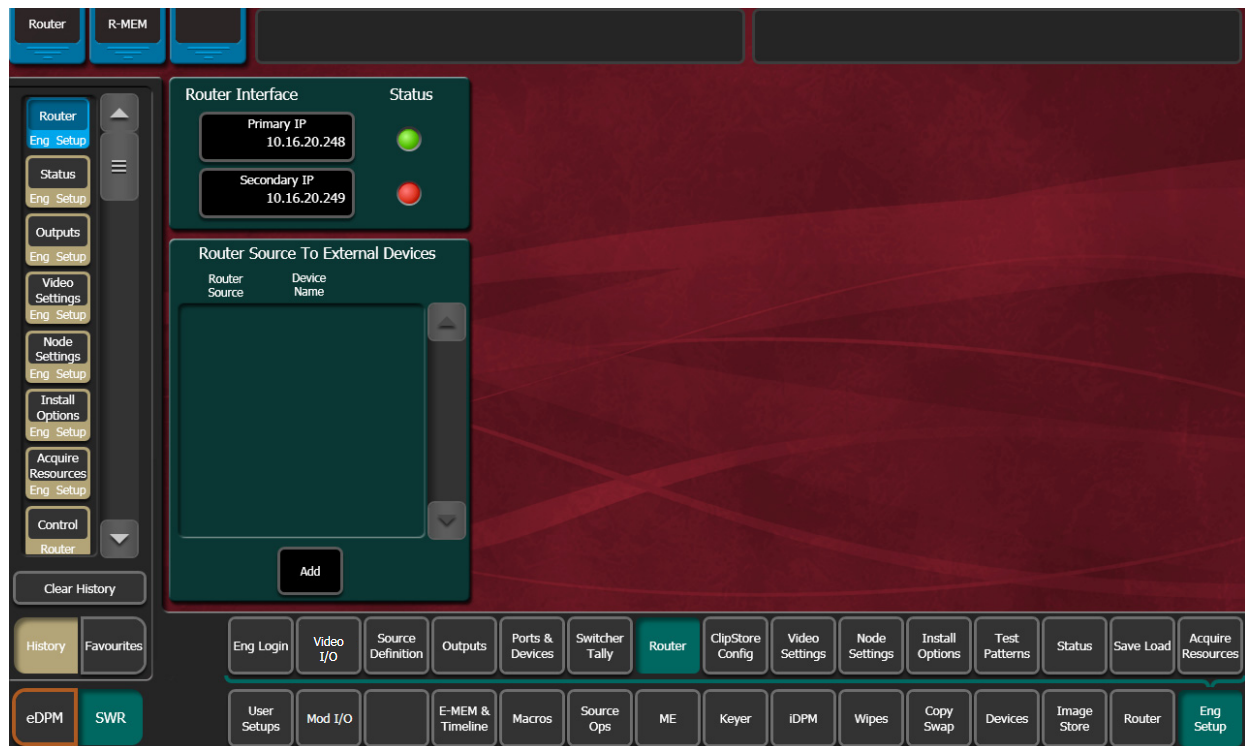 Router
R-MEM
Router
Eng Setup
Status
Eng Setup
Outputs
Eng Setup
Video
Settings
Eng Setup
Node
Settings
Eng Setup
Install
Options
Eng Setup
Acquire
Resources
Eng Setup
Control
Router
Clear History
History
Favourites
eDPM
SWR
Router Interface
Status
Primary IP
10.16.20.248
Secondary IP
10.16.20.249
Router Source To External Devices
Router
Source
Device
Name
Add
Eng Login
Video
I/O
Source
Definition
Outputs
Ports &
Devices
Switcher
Tally
Router
ClipStore
Config
Video
Settings
Node
Settings
Install
Options
Test
Patterns
Status
Save Load
Acquire
Resources
User
Setups
Mod I/O
E-MEM &
Timeline
Macros
Source
Ops
ME
Keyer
iDPM
Wipes
Copy
Swap
Devices
Image
Store
Router
Eng
Setup